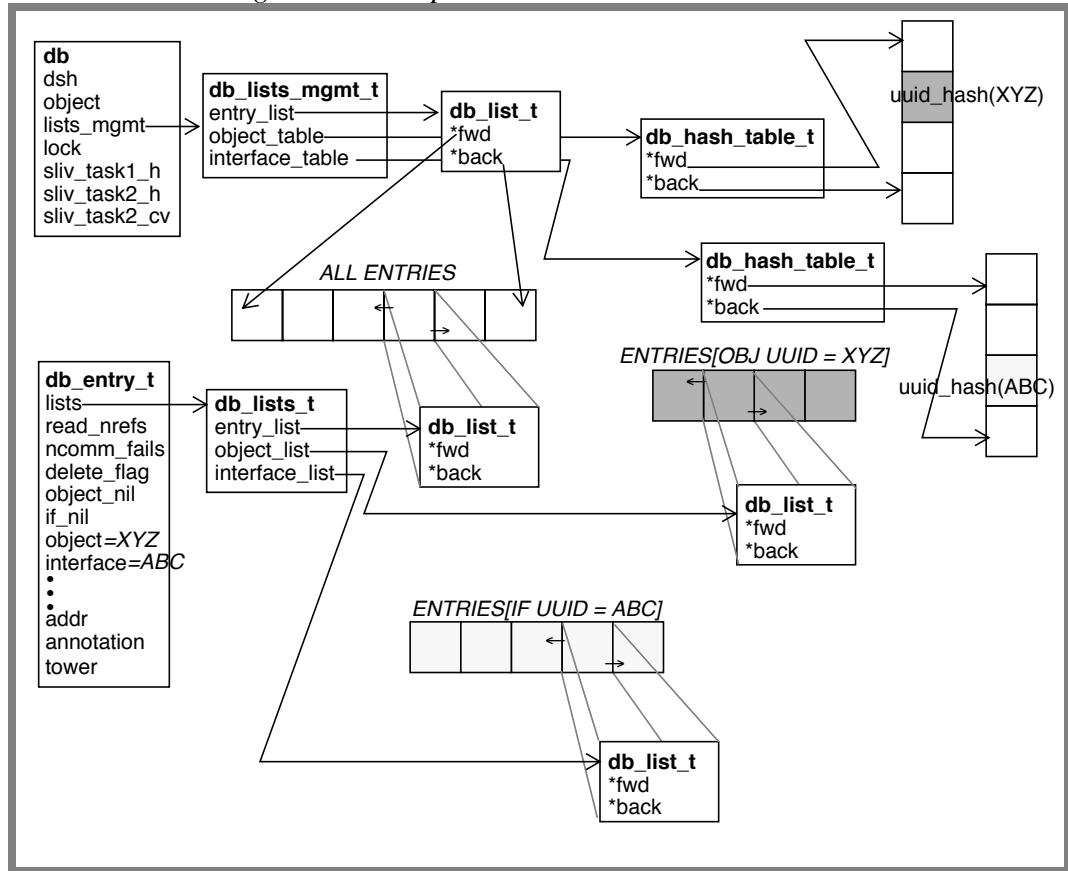 db
dsh
object
lists_mgmt
lock
sliv_task1_h
sliv_task2_h
sliv_task2_cv
db_lists_mgmt_t
entry_list
object_table
interface_table
db_list_t
*fwd
*back
db_hash_table_t
*fwd
*back
uuid_hash(XYZ)
db_hash_table_t
*fwd
*back
uuid_hash(ABC)
ALL ENTRIES
ENTRIES[OBJ UUID = XYZ]
db_entry_t
lists
read_nrefs
ncomm_fails
delete_flag
object_nil
if_nil
object=XYZ
interface=ABC
addr
annotation
tower
db_lists_t
entry_list
object_list
interface_list
db_list_t
*fwd
*back
db_list_t
*fwd
*back
ENTRIES[IF UUID = ABC]
db_list_t
*fwd
*back